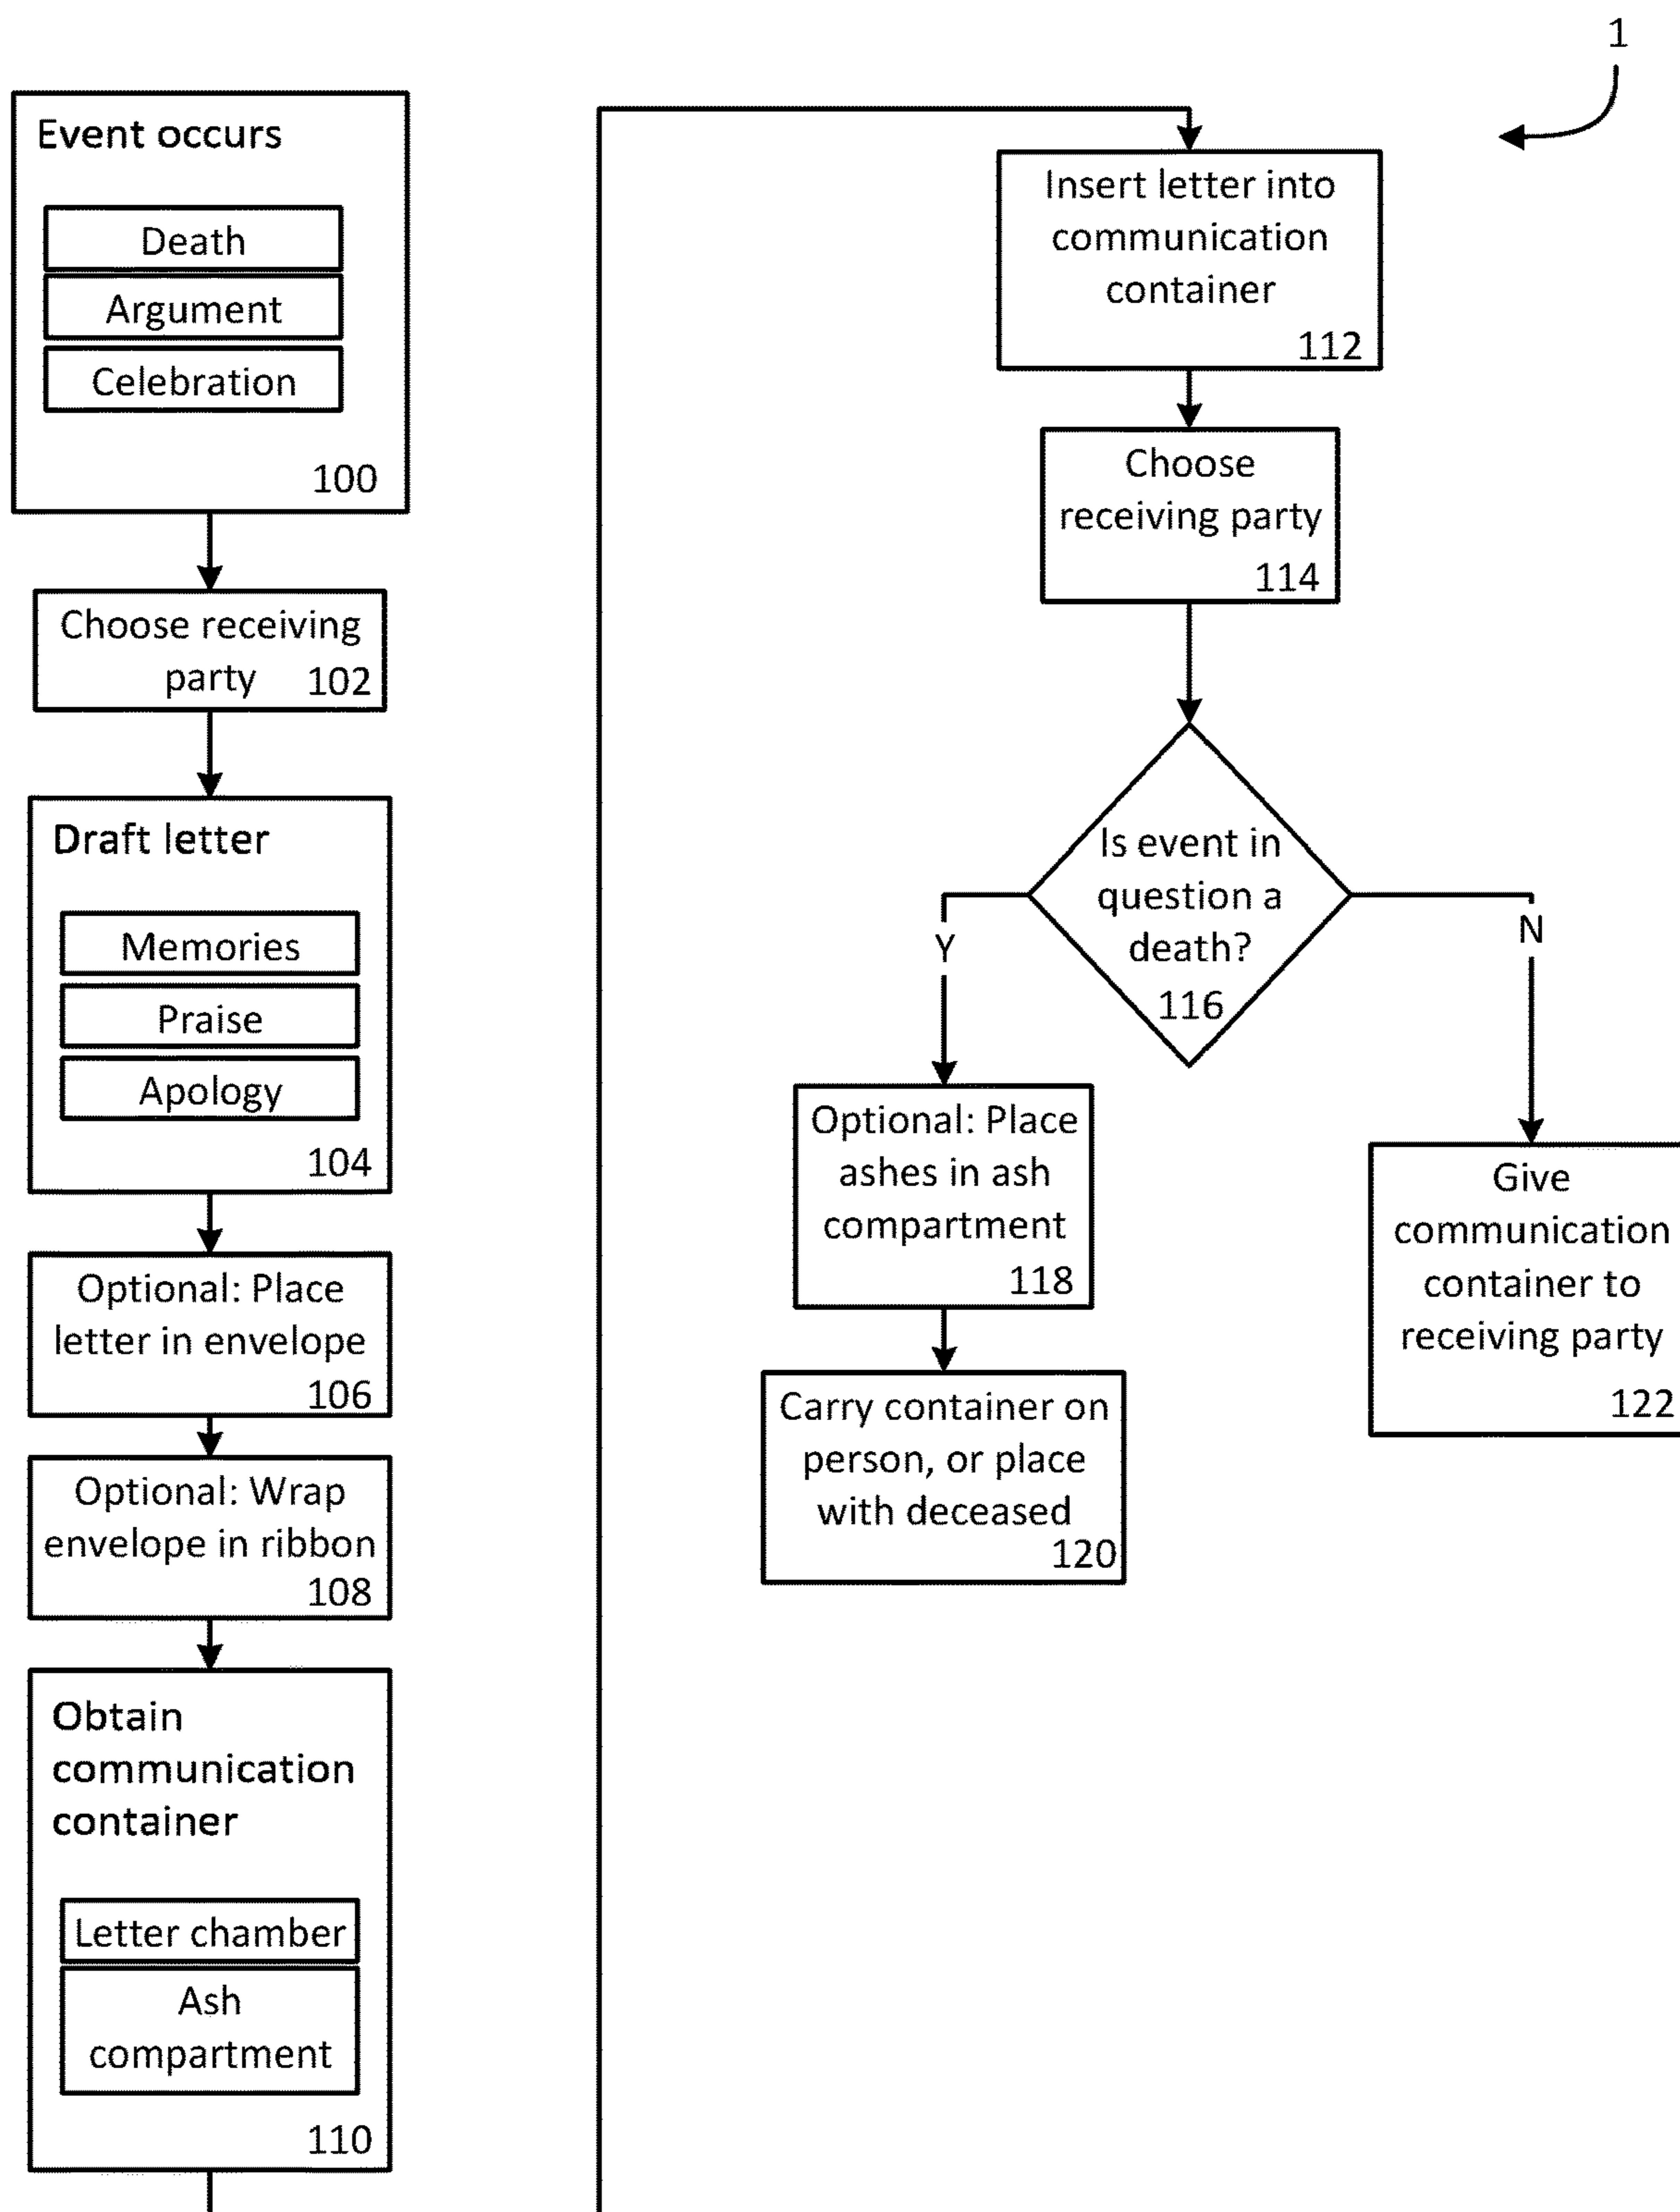 Event occurs
Death
Argument
Celebration
100
Choose receiving
party 102
Draft letter
Memories
Praise
Apology
104
Optional: Place
letter in envelope
106
Optional: Wrap
envelope in ribbon
108
Obtain
communication
container
Letter chamber
Ash
compartment
110
1
Insert letter into
communication
container
112
Choose
receiving party
114
Is event in
question a
death?
116
Y
N
Optional: Place
ashes in ash
compartment
118
Carry container on
person, or place
with deceased
120
Give
communication
container to
receiving party
122